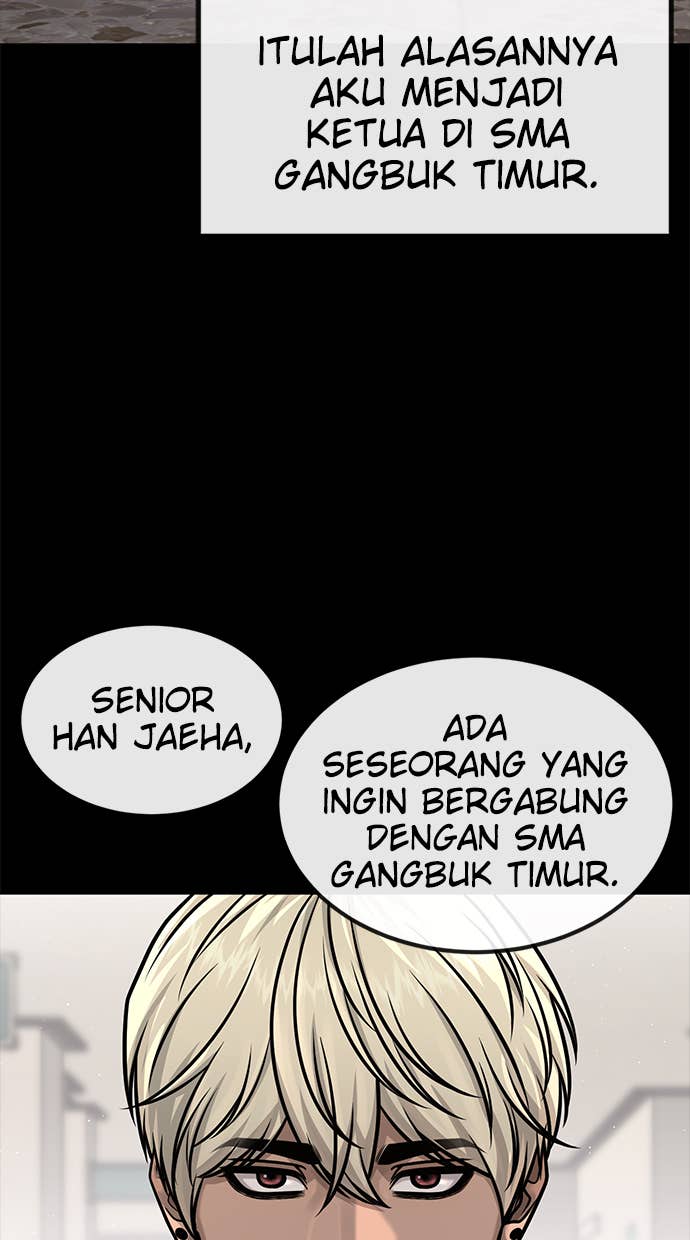 ITULAH ALASANNYA
AKU MENJADI
KETUA DI SMA
GANGBUK TIMUR.
SENIOR
HAN JAEHA,
ADA
SESEORANG YANG
INGIN BERGABUNG
DENGAN SMA
GANGBUK TIMUR.